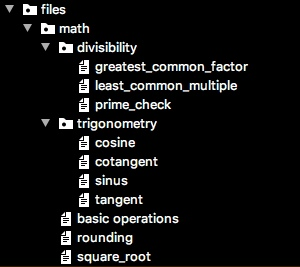 files
math
divisibility
greatest_common_factor
least_common_multiple
prime_check
trigonometry
cosine
cotangent
sinus
tangent
basic operations
rounding
square_root